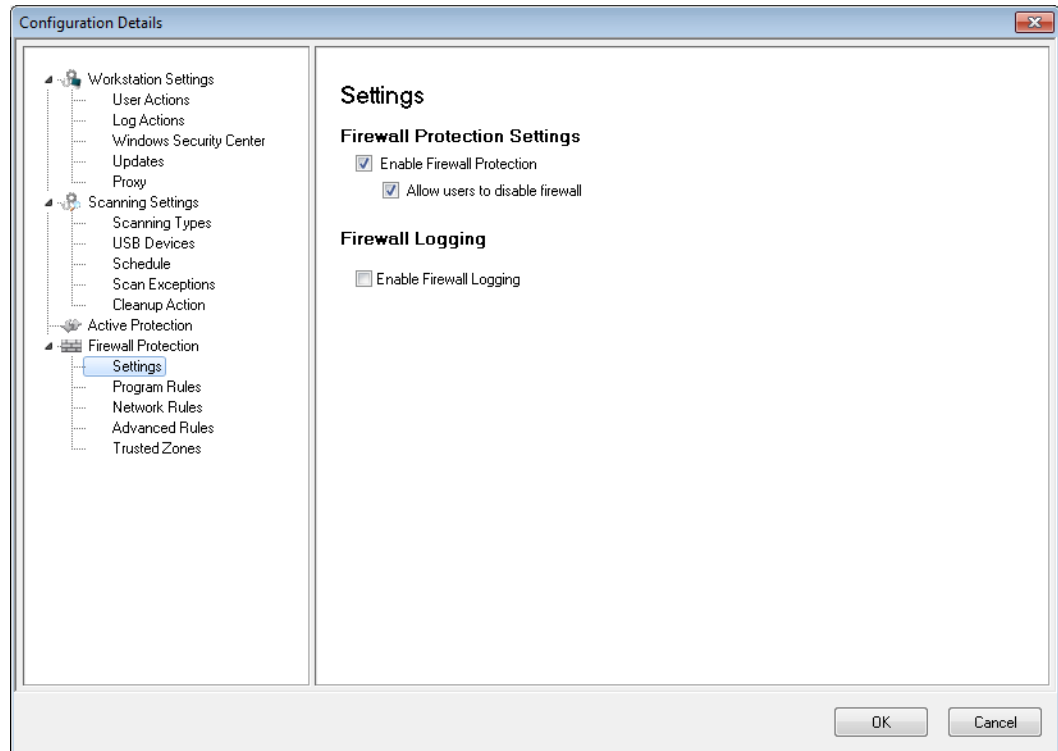 Configuration Details
Workstation Settings
User Actions
Log Actions
Windows Security Center
Updates
Proxy
Scanning Settings
Scanning Types
USB Devices
Schedule
Scan Exceptions
Cleanup Action
Active Protection
Firewall Protection
Settings
Program Rules
Network Rules
Advanced Rules
Trusted Zones
Settings
Firewall Protection Settings
Enable Firewall Protection
Allow users to disable firewall
Firewall Logging
Enable Firewall Logging
OK
Cancel